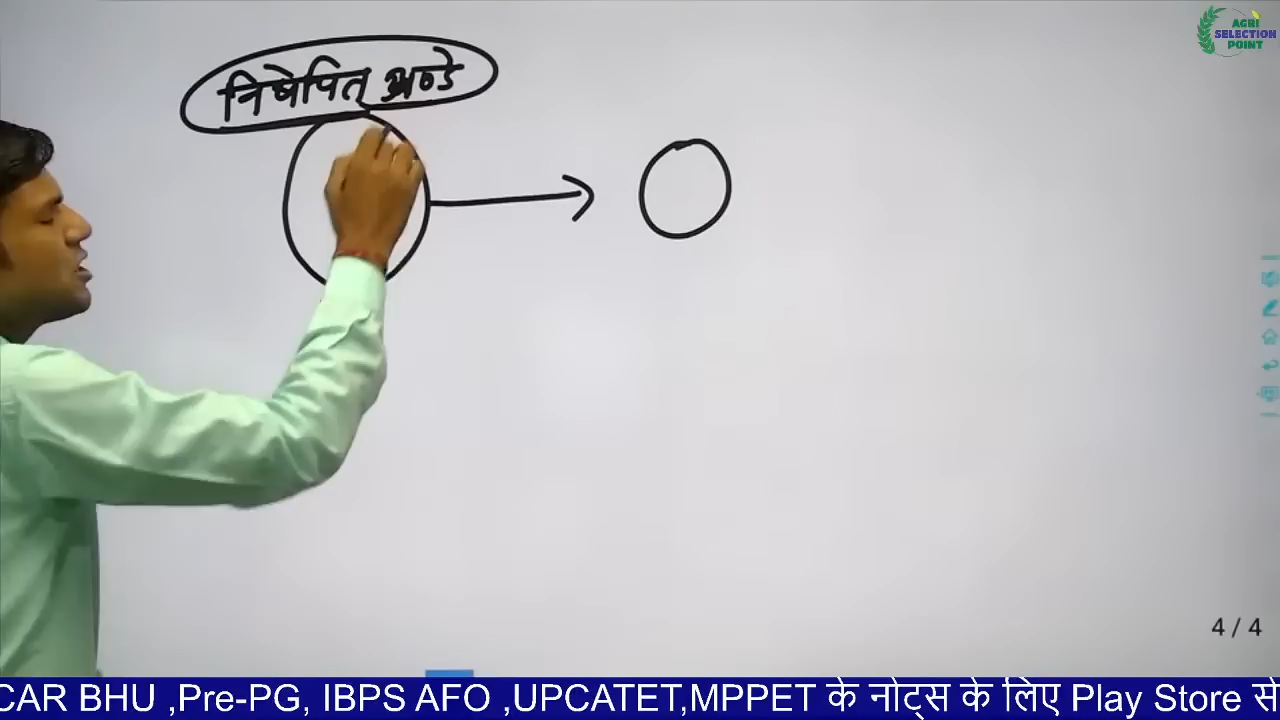 AGRI
SELECTION
POINT
निषेपित अण्डे
4 / 4
CAR BHU ,Pre-PG, IBPS AFO ,UPCATET,MPPET के नोट्स के लिए Play Store से